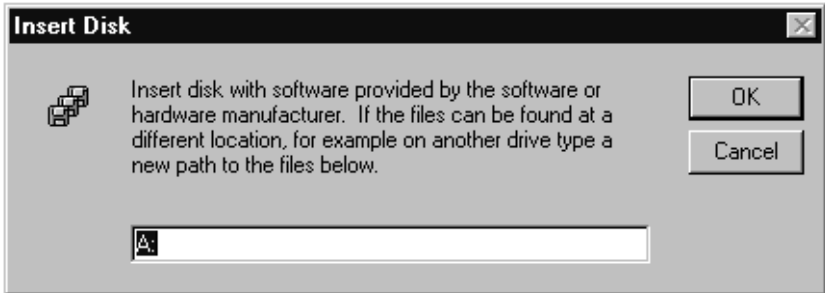 Insert Disk
Insert disk with software provided by the software or
hardware manufacturer.  If the files can be found at a
different location, for example on another drive type a
new path to the files below.
OK
Cancel
A: